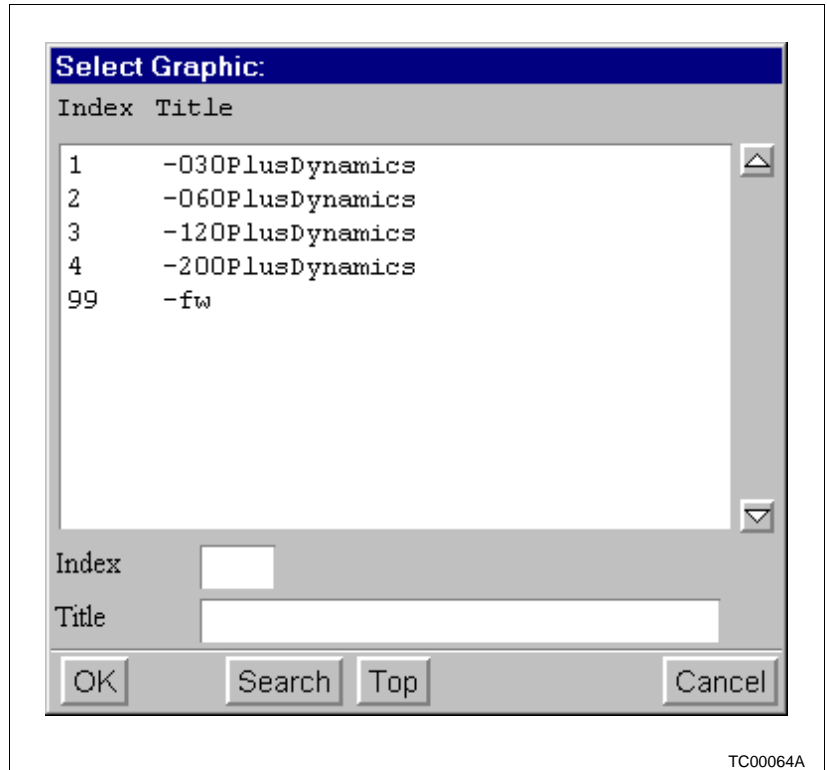 Select Graphic:
Index Title
1 -030PlusDynamics
2 -060PlusDynamics
3 -120PlusDynamics
4 -200PlusDynamics
99 -fw
Index
Title
OK Search Top Cancel
TC00064A